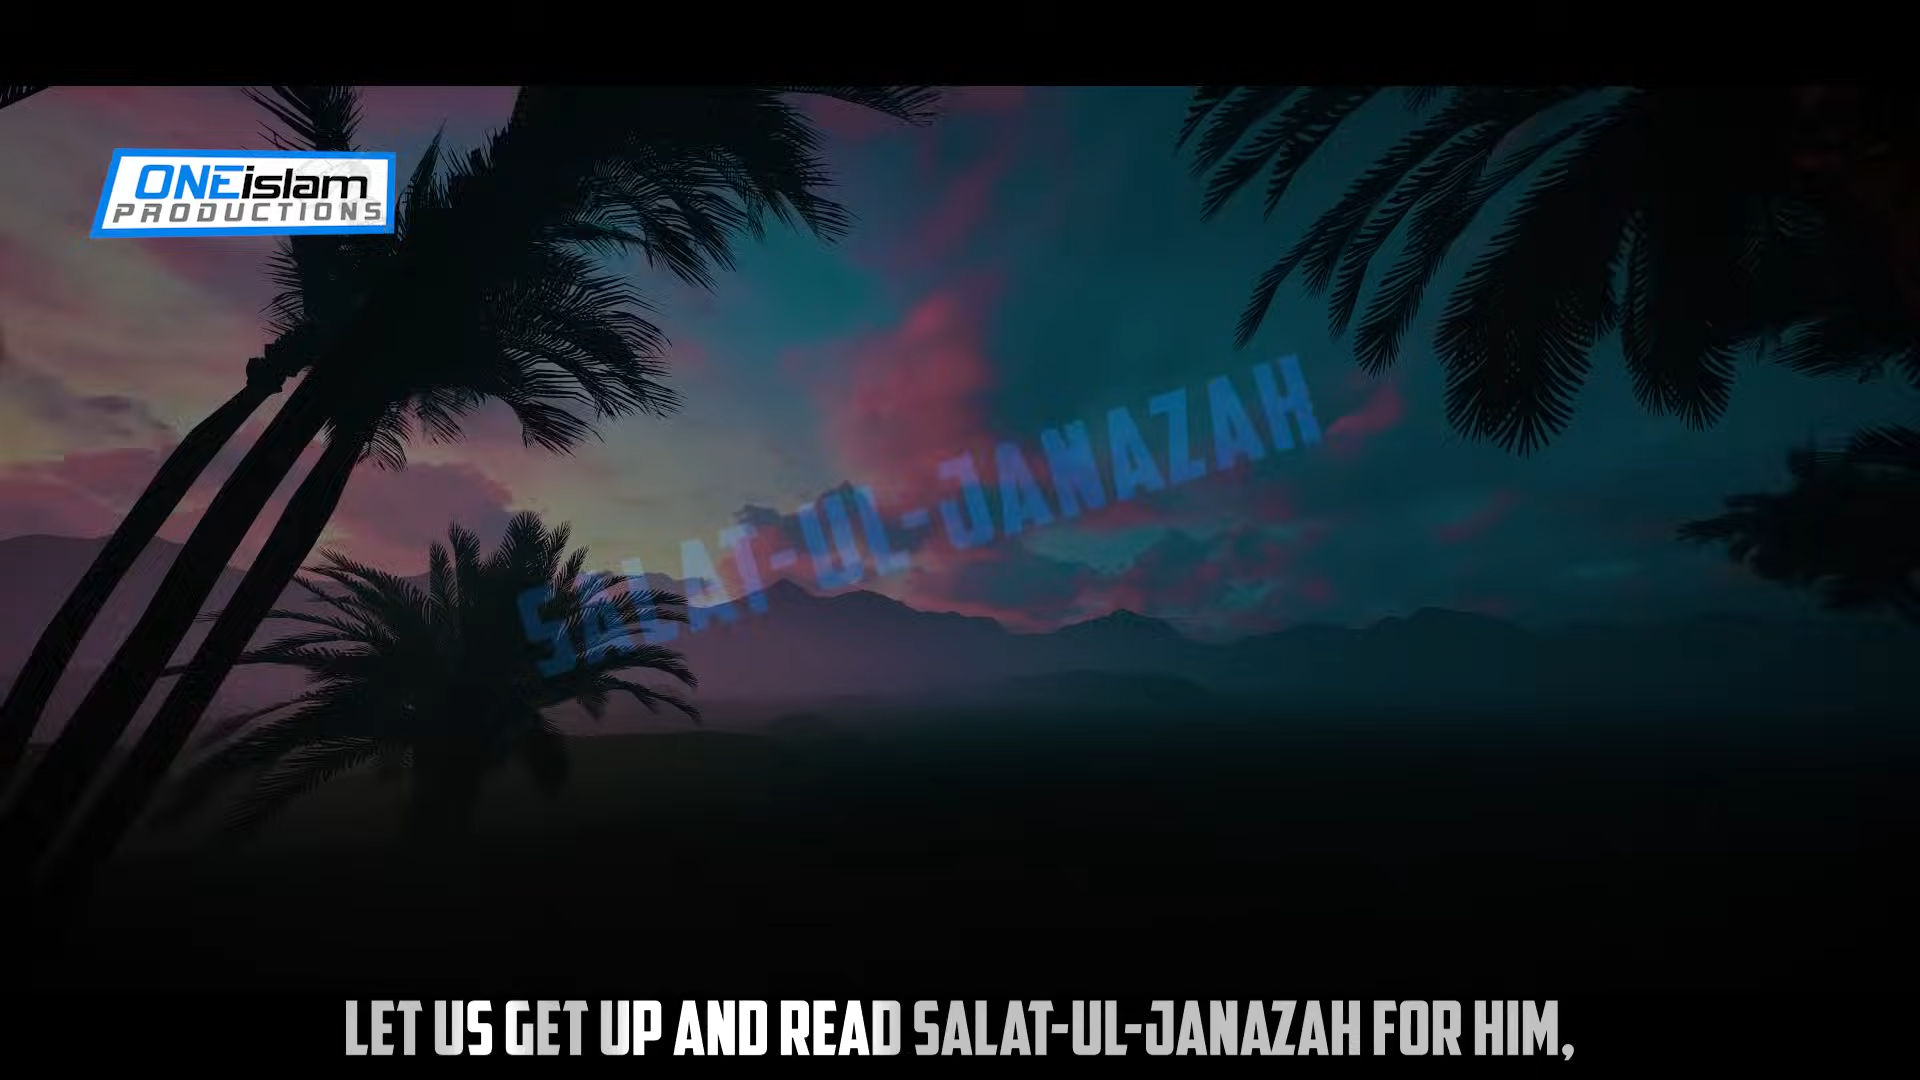 ONEislam
PRODUCTIONS
SALAT-UL-JANAZAH
LET US GET UP AND READ SALAT-UL-JANAZAH FOR HIM,